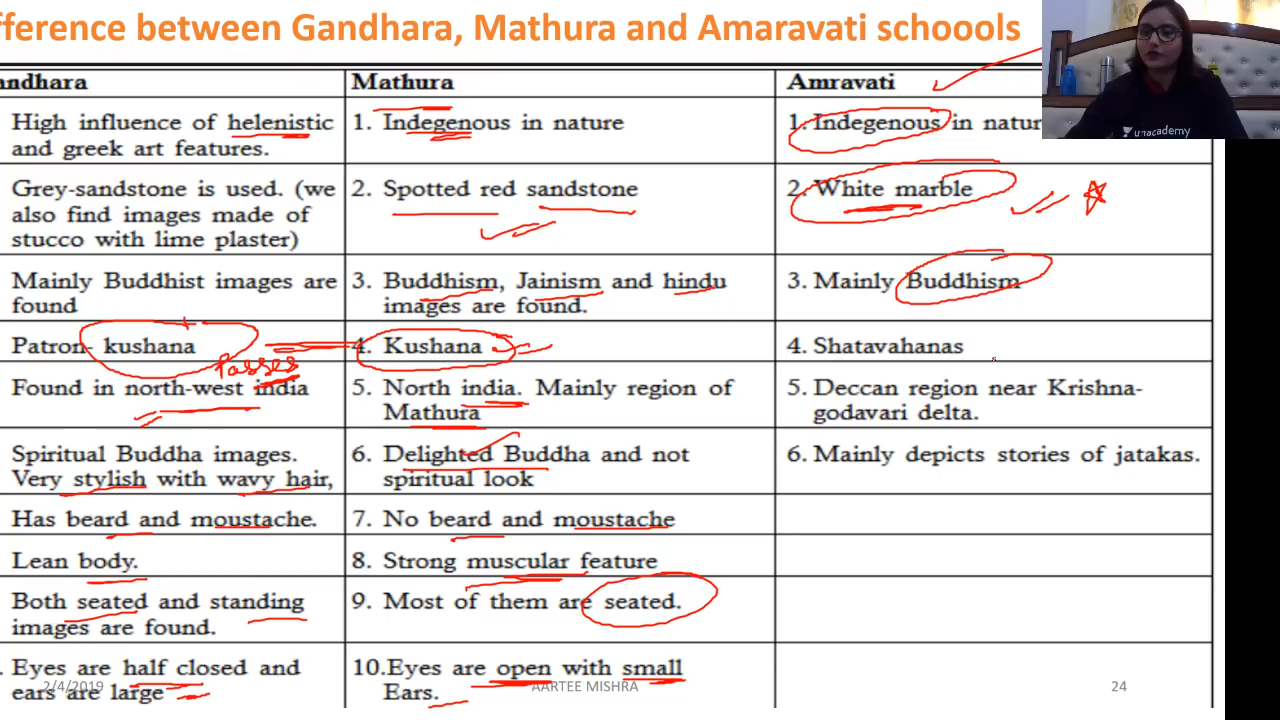 fference between Gandhara, Mathura and Amaravati schoools
unacademy
ndhara
Mathura
Amravati
High influence of helenistic
and greek art features.
1. Indegenous in nature
1. Indegenous in natur
Grey-sandstone is used. (we
also find images made of
stucco with lime plaster)
2. Spotted red sandstone
2. White marble
Mainly Buddhist images are
found
3. Buddhism, Jainism and hindu
images are found.
3. Mainly Buddhism
Patron- kushana
4. Kushana
4. Shatavahanas
Passes
Found in north-west india
5. North india. Mainly region of
Mathura
5. Deccan region near Krishna-
godavari delta.
Spiritual Buddha images.
Very stylish with wavy hair,
6. Delighted Buddha and not
spiritual look
6. Mainly depicts stories of jatakas.
Has beard and moustache.
7. No beard and moustache
Lean body.
8. Strong muscular feature
Both seated and standing
images are found.
9. Most of them are seated.
. Eyes are half closed and
ears are large
10.Eyes are open with small
Ears.
2/4/2019
AARTEE MISHRA
24